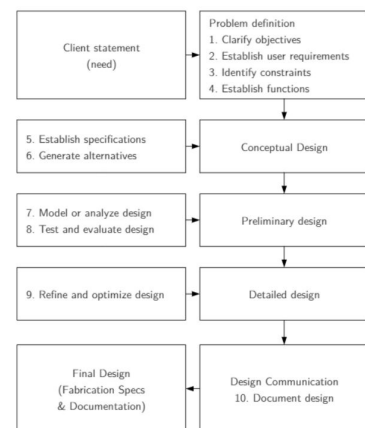 Client statement
(need)
Problem definition
1. Clarify objectives
2. Establish user requirements
3. Identify constraints
4. Establish functions
5. Establish specifications
6. Generate alternatives
Conceptual Design
7. Model or analyze design
8. Test and evaluate design
Preliminary design
9. Refine and optimize design
Detailed design
Final Design
(Fabrication Specs
& Documentation)
Design Communication
10. Document design